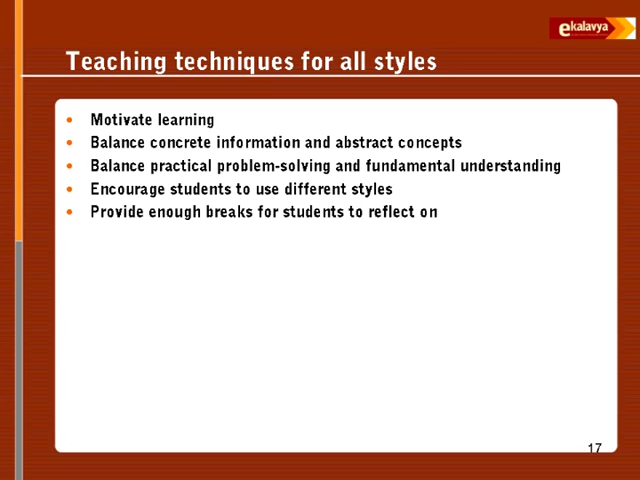 ekalavya
Teaching techniques for all styles
• Motivate learning
• Balance concrete information and abstract concepts
• Balance practical problem-solving and fundamental understanding
• Encourage students to use different styles
• Provide enough breaks for students to reflect on
17